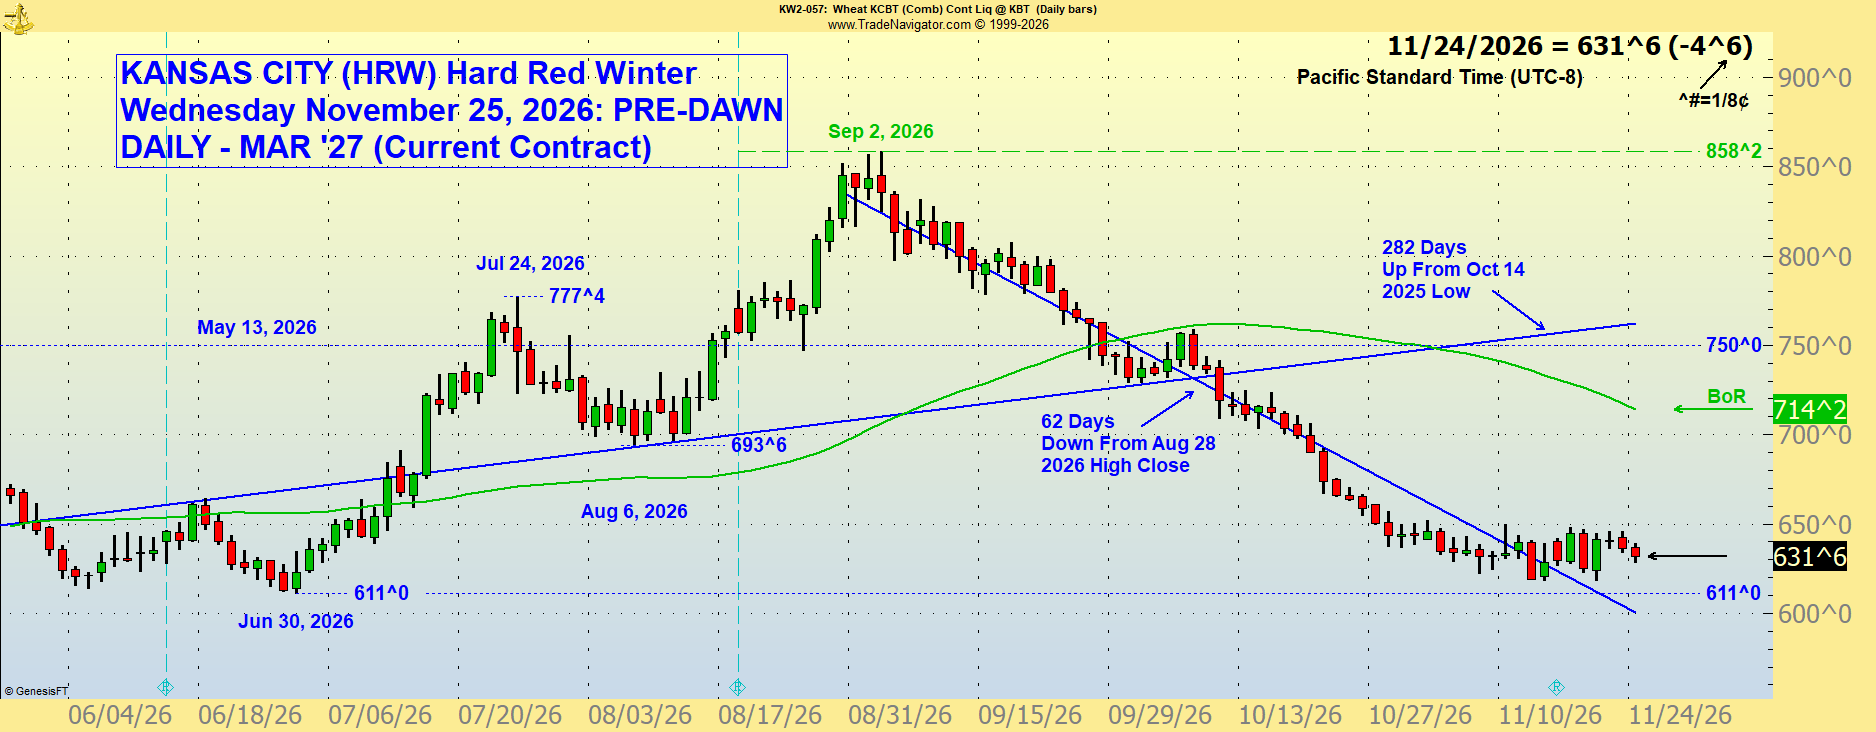 KW2-057: Wheat KCBT (Comb) Cont Liq @ KBT (Daily bars)
www.TradeNavigator.com © 1999-2026
11/24/2026 = 631^6 (-4^6)
Pacific Standard Time (UTC-8)
^#=1/8¢
KANSAS CITY (HRW) Hard Red Winter
Wednesday November 25, 2026: PRE-DAWN
DAILY - MAR '27 (Current Contract)
Sep 2, 2026
858^2
Jul 24, 2026
777^4
May 13, 2026
282 Days
Up From Oct 14
2025 Low
750^0
BoR
62 Days
Down From Aug 28
2026 High Close
693^6
Aug 6, 2026
611^0
611^0
Jun 30, 2026
900^0
850^0
800^0
750^0
714^2
700^0
650^0
631^6
600^0
R
R
R
© GenesisFT
06/04/26
06/18/26
07/06/26
07/20/26
08/03/26
08/17/26
08/31/26
09/15/26
09/29/26
10/13/26
10/27/26
11/10/26
11/24/26